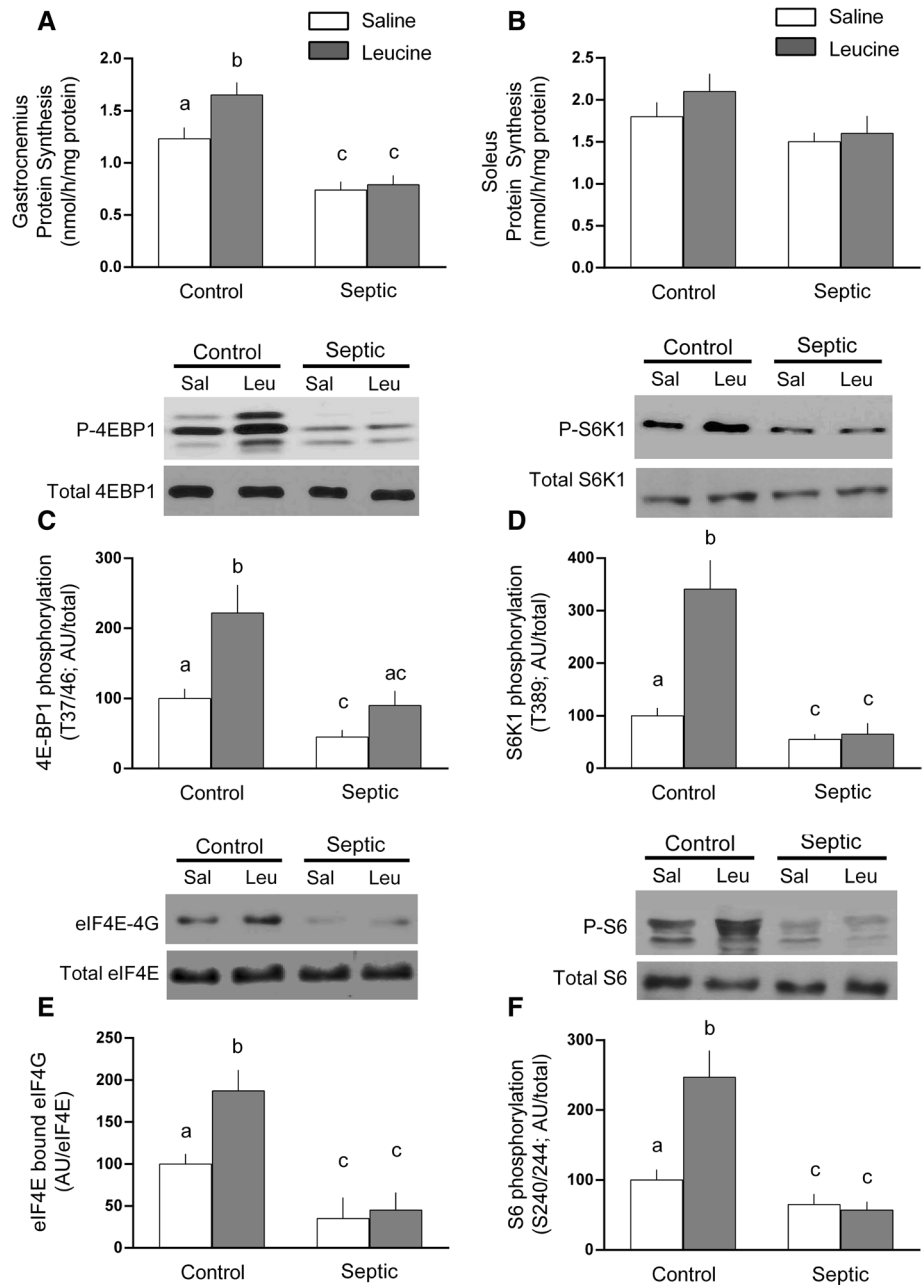 A
Saline
Leucine
Gastrocnemius
Protein Synthesis
(nmol/h/mg protein)
2.0
1.5
1.0
0.5
0.0
a
b
c
c
Control
Septic
B
Saline
Leucine
Soleus
Protein Synthesis
(nmol/h/mg protein)
2.5
2.0
1.5
1.0
0.5
0.0
Control
Septic
Control
Septic
Sal
Leu
Sal
Leu
P-4EBP1
Total 4EBP1
Control
Septic
Sal
Leu
Sal
Leu
P-S6K1
Total S6K1
C
4E-BP1 phosphorylation
(T37/46; AU/total)
300
200
100
0
a
b
c
ac
Control
Septic
D
S6K1 phosphorylation
(T389; AU/total)
400
300
200
100
0
a
b
c
c
Control
Septic
Control
Septic
Sal
Leu
Sal
Leu
eIF4E-4G
Total eIF4E
Control
Septic
Sal
Leu
Sal
Leu
P-S6
Total S6
E
eIF4E bound eIF4G
(AU/eIF4E)
250
200
150
100
50
0
a
b
c
c
Control
Septic
F
S6 phosphorylation
(S240/244; AU/total)
300
200
100
0
a
b
c
c
Control
Septic